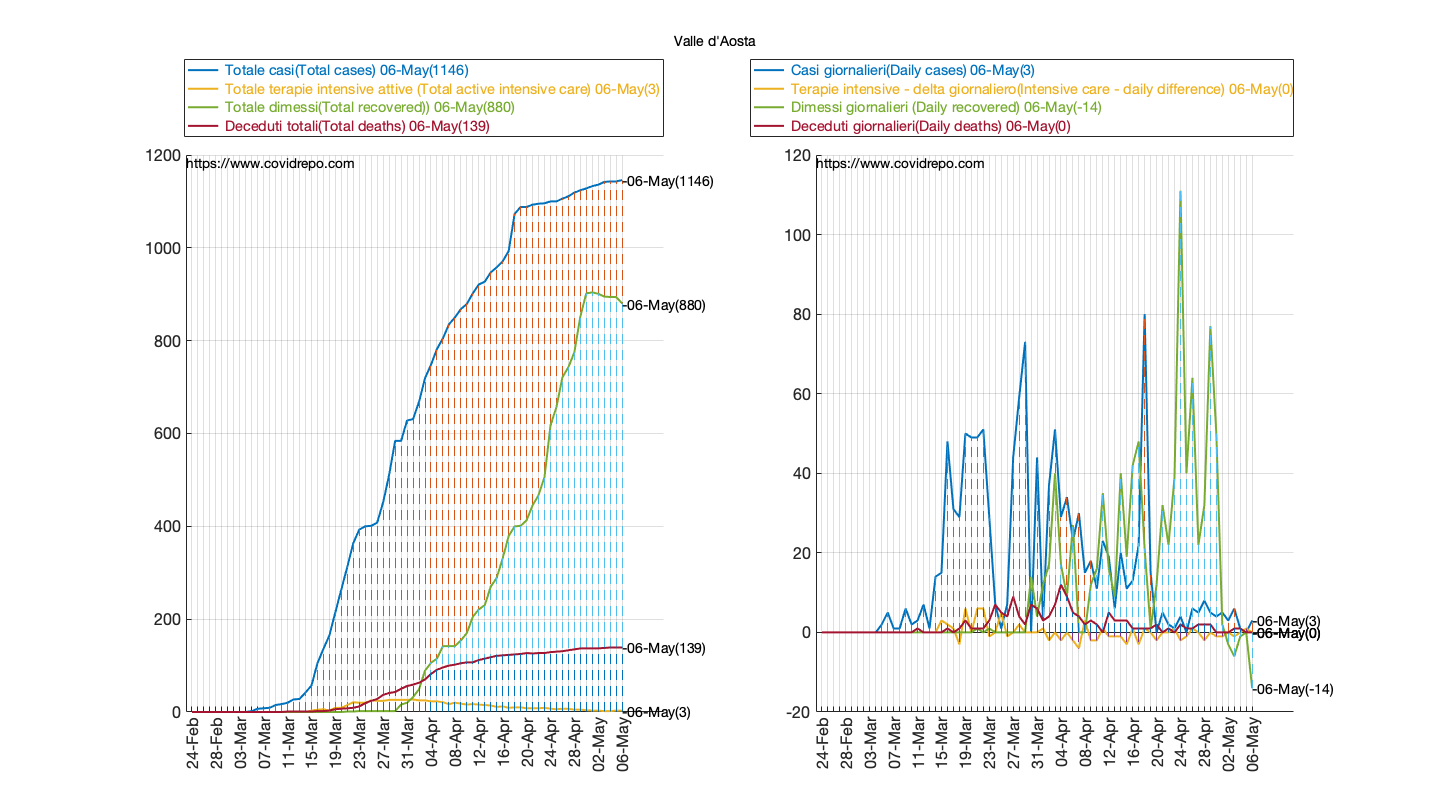 Valle d'Aosta
Totale casi(Total cases) 06-May(1146)
Totale terapie intensive attive (Total active intensive care) 06-May(3)
Totale dimessi(Total recovered)) 06-May(880)
Deceduti totali(Total deaths) 06-May(139)
https://www.covidrepo.com
1200
1000
800
600
400
200
0
06-May(1146)
06-May(880)
06-May(139)
06-May(3)
24-Feb
28-Feb
03-Mar
07-Mar
11-Mar
15-Mar
19-Mar
23-Mar
27-Mar
31-Mar
04-Apr
08-Apr
12-Apr
16-Apr
20-Apr
24-Apr
28-Apr
02-May
06-May
Casi giornalieri(Daily cases) 06-May(3)
Terapie intensive - delta giornaliero(Intensive care - daily difference) 06-May(0)
Dimessi giornalieri (Daily recovered) 06-May(-14)
Deceduti giornalieri(Daily deaths) 06-May(0)
https://www.covidrepo.com
120
100
80
60
40
20
0
-20
06-May(3)
06-May(0)
06-May(-14)
24-Feb
28-Feb
03-Mar
07-Mar
11-Mar
15-Mar
19-Mar
23-Mar
27-Mar
31-Mar
04-Apr
08-Apr
12-Apr
16-Apr
20-Apr
24-Apr
28-Apr
02-May
06-May